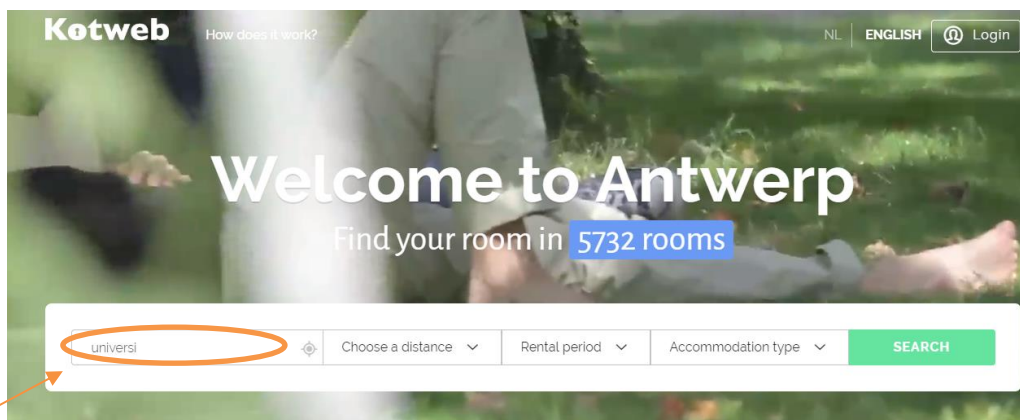 Kotweb How does it work? NL ENGLISH Login
Welcome to Antwerp
Find your room in 5732 rooms
universi Choose a distance Rental period Accommodation type SEARCH